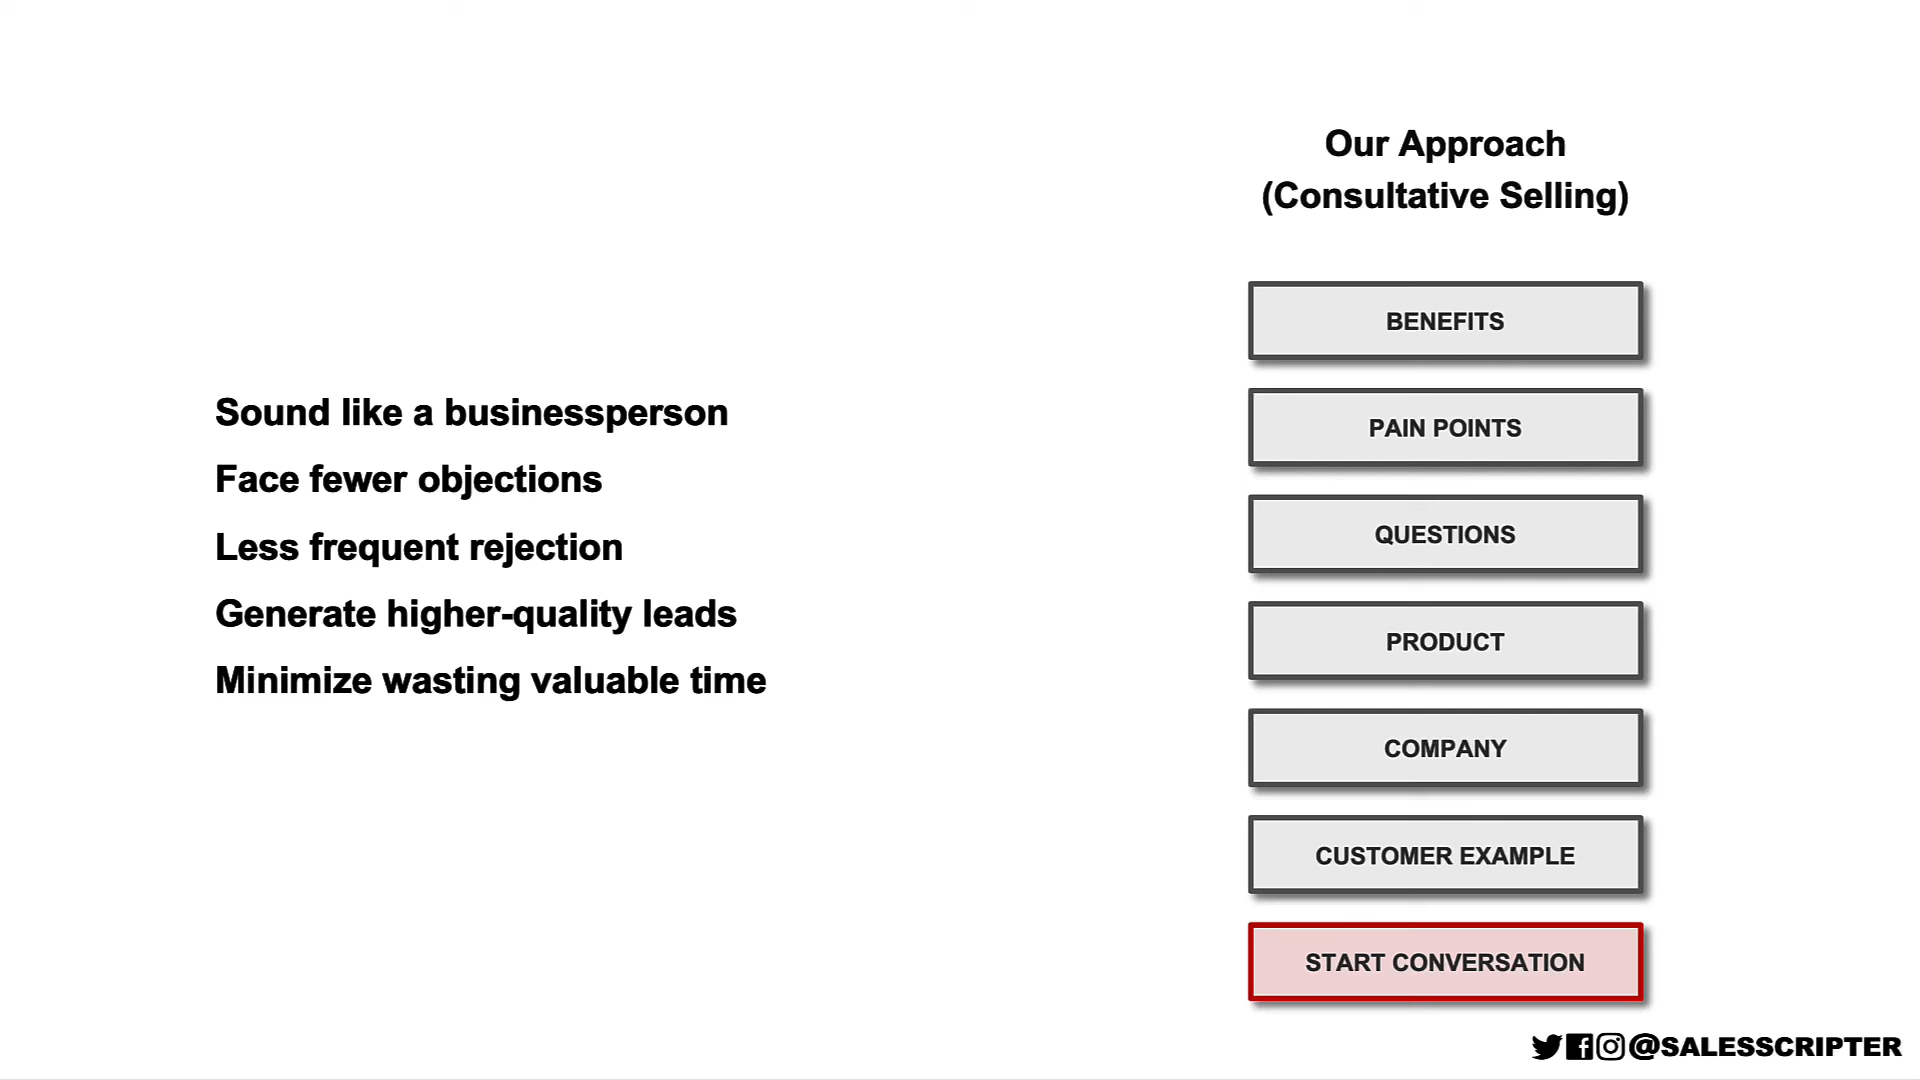 Our Approach
(Consultative Selling)
Sound like a businessperson
Face fewer objections
Less frequent rejection
Generate higher-quality leads
Minimize wasting valuable time
BENEFITS
PAIN POINTS
QUESTIONS
PRODUCT
COMPANY
CUSTOMER EXAMPLE
START CONVERSATION
@SALESSCRIPTER